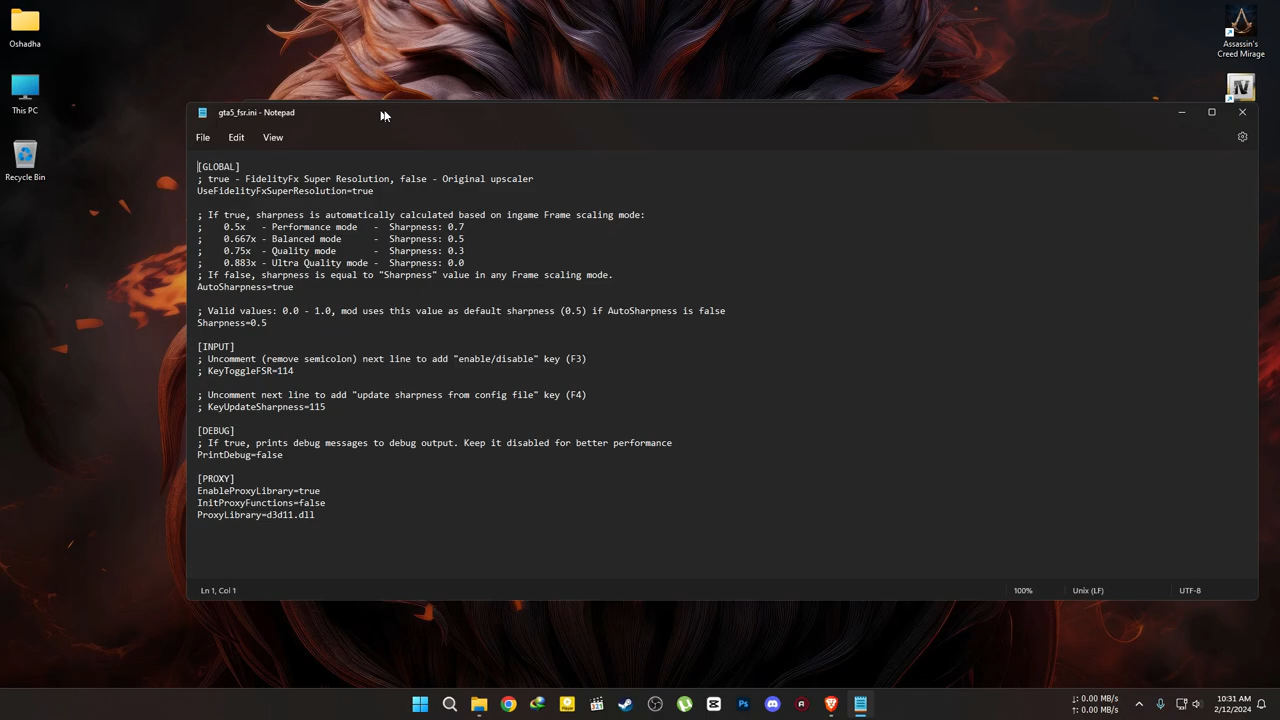 Oshadha
This PC
Recycle Bin
Assassin's
Creed Mirage
IV
gta5_fsr.ini - Notepad
File Edit View
[GLOBAL]
; true - FidelityFx Super Resolution, false - Original upscaler
UseFidelityFxSuperResolution=true
; If true, sharpness is automatically calculated based on ingame Frame scaling mode:
;    0.5x   - Performance mode   -  Sharpness: 0.7
;    0.667x - Balanced mode      -  Sharpness: 0.5
;    0.75x  - Quality mode       -  Sharpness: 0.3
;    0.883x - Ultra Quality mode -  Sharpness: 0.0
; If false, sharpness is equal to "Sharpness" value in any Frame scaling mode.
AutoSharpness=true
; Valid values: 0.0 - 1.0, mod uses this value as default sharpness (0.5) if AutoSharpness is false
Sharpness=0.5
[INPUT]
; Uncomment (remove semicolon) next line to add "enable/disable" key (F3)
; KeyToggleFSR=114
; Uncomment next line to add "update sharpness from config file" key (F4)
; KeyUpdateSharpness=115
[DEBUG]
; If true, prints debug messages to debug output. Keep it disabled for better performance
PrintDebug=false
[PROXY]
EnableProxyLibrary=true
InitProxyFunctions=false
ProxyLibrary=d3d11.dll
Ln 1, Col 1
100%
Unix (LF)
UTF-8
Ps
↓: 0.00 MB/s
↑: 0.00 MB/s
10:31 AM
2/12/2024